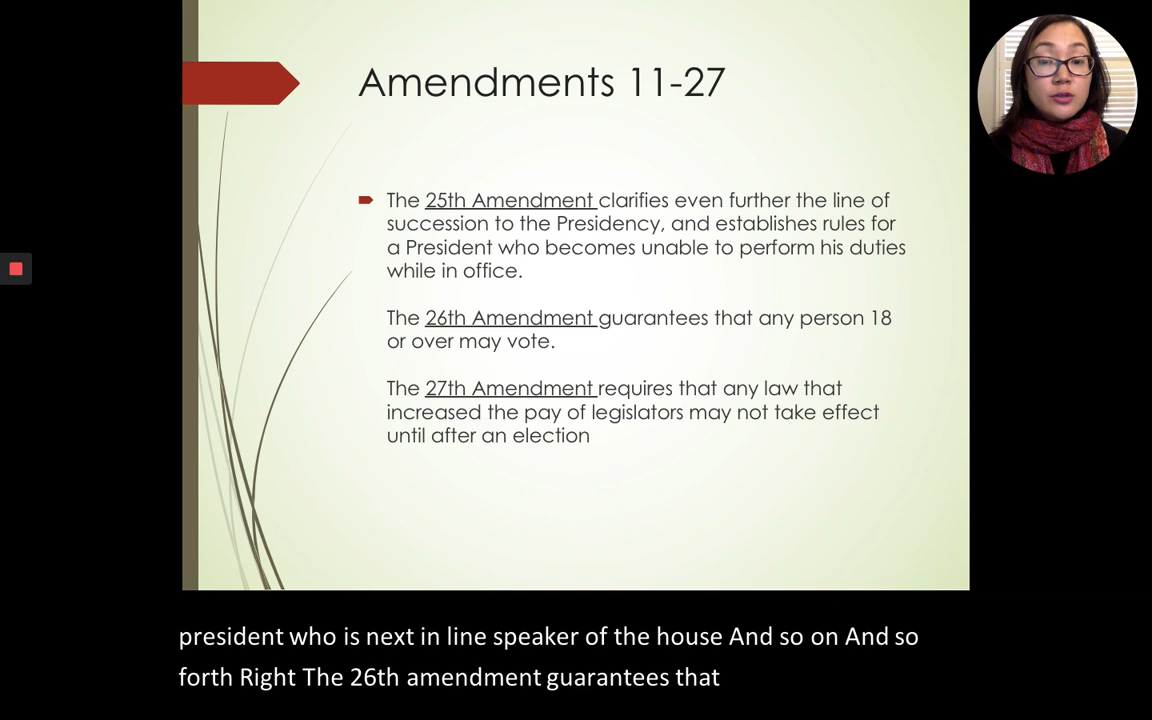 Amendments 11-27
The 25th Amendment clarifies even further the line of
succession to the Presidency, and establishes rules for
a President who becomes unable to perform his duties
while in office.
The 26th Amendment guarantees that any person 18
or over may vote.
The 27th Amendment requires that any law that
increased the pay of legislators may not take effect
until after an election
president who is next in line speaker of the house And so on And so
forth Right The 26th amendment guarantees that